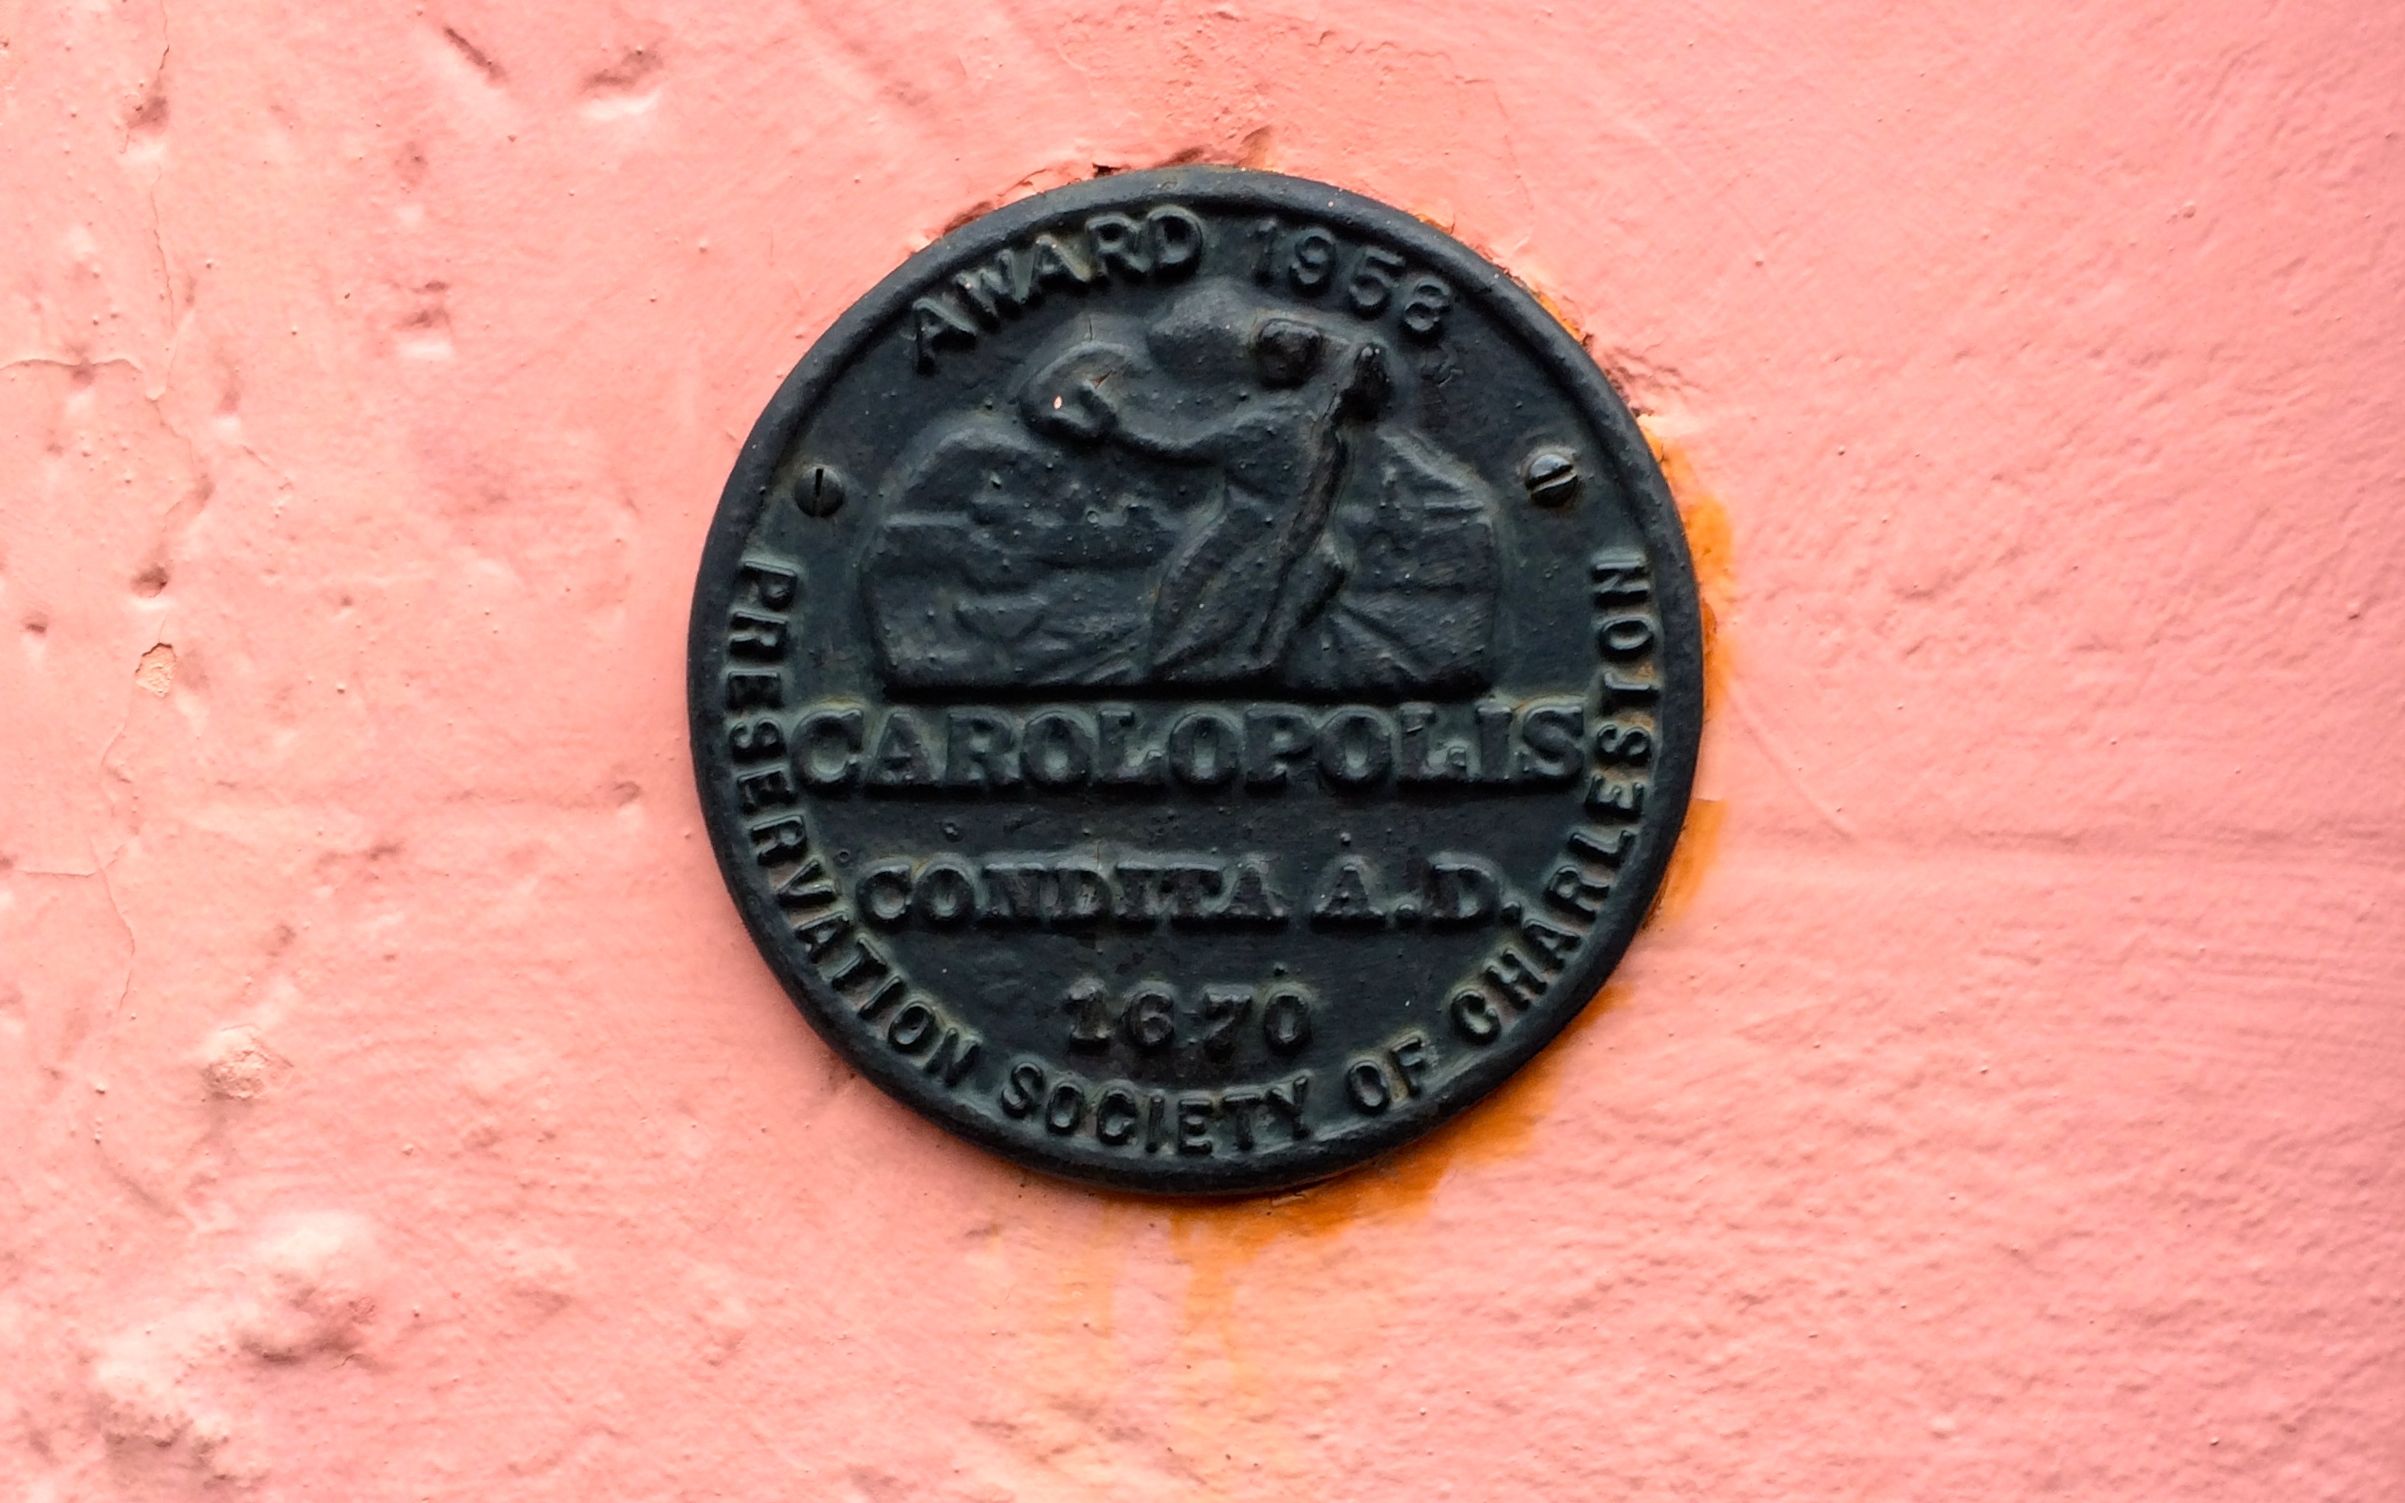 AWARD 1958
CAROLOPOLIS
CONDITA A.D.
1670
PRESERVATION SOCIETY OF CHARLESTON